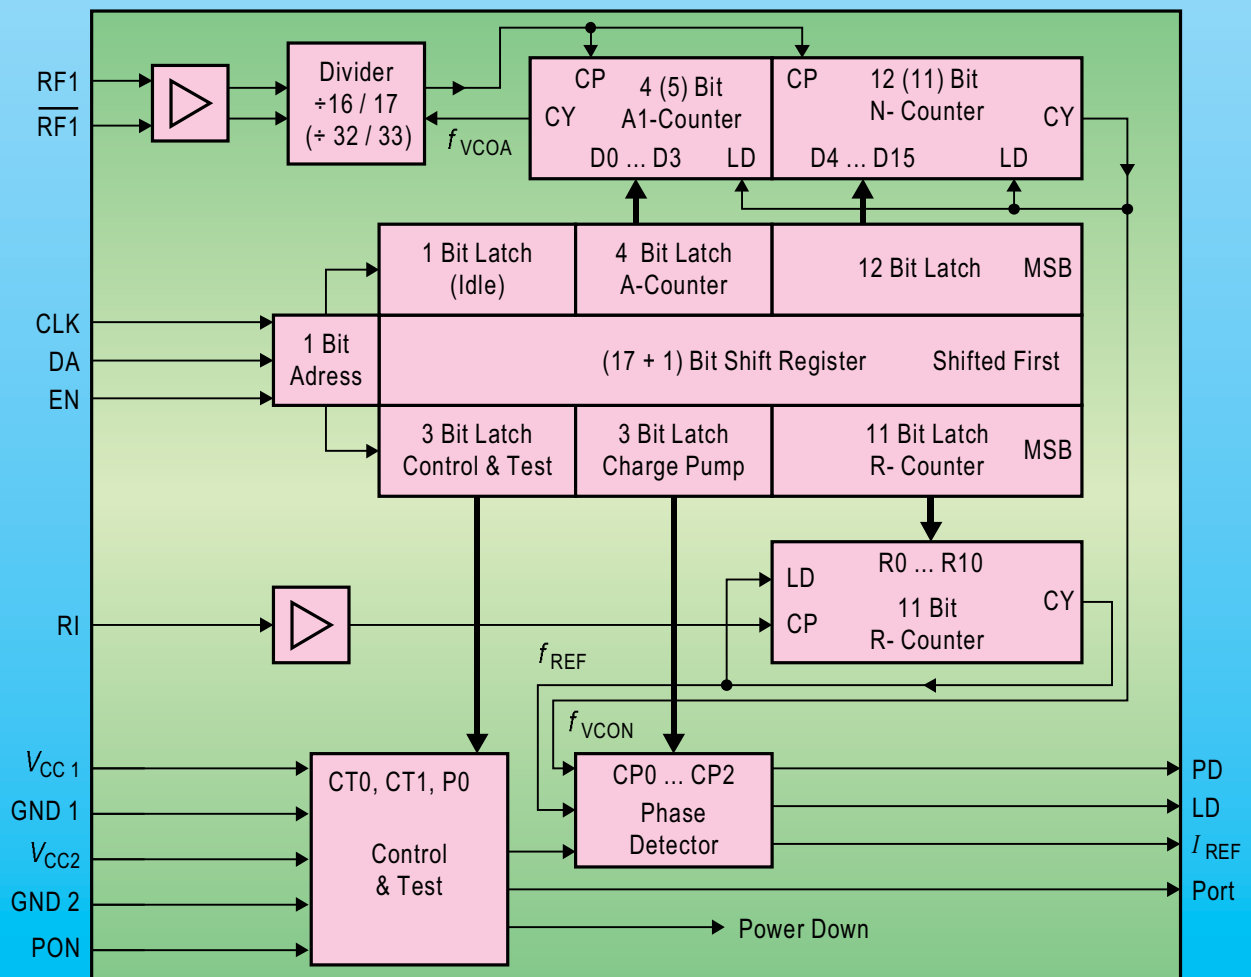 RF1
RF1
Divider
÷16 / 17
(÷ 32 / 33)
f VCOA
CP
4 (5) Bit
A1-Counter
CY
D0 ... D3
LD
CP
12 (11) Bit
N- Counter
CY
D4 ... D15
LD
1 Bit Latch
(Idle)
4 Bit Latch
A-Counter
12 Bit Latch
MSB
CLK
DA
EN
1 Bit
Adress
(17 + 1) Bit Shift Register
Shifted First
3 Bit Latch
Control & Test
3 Bit Latch
Charge Pump
11 Bit Latch
R- Counter
MSB
RI
R0 ... R10
LD
11 Bit
R- Counter
CY
CP
f REF
f VCON
VCC 1
GND 1
VCC2
GND 2
PON
CT0, CT1, P0
Control
& Test
CP0 ... CP2
Phase
Detector
PD
LD
I REF
Port
Power Down